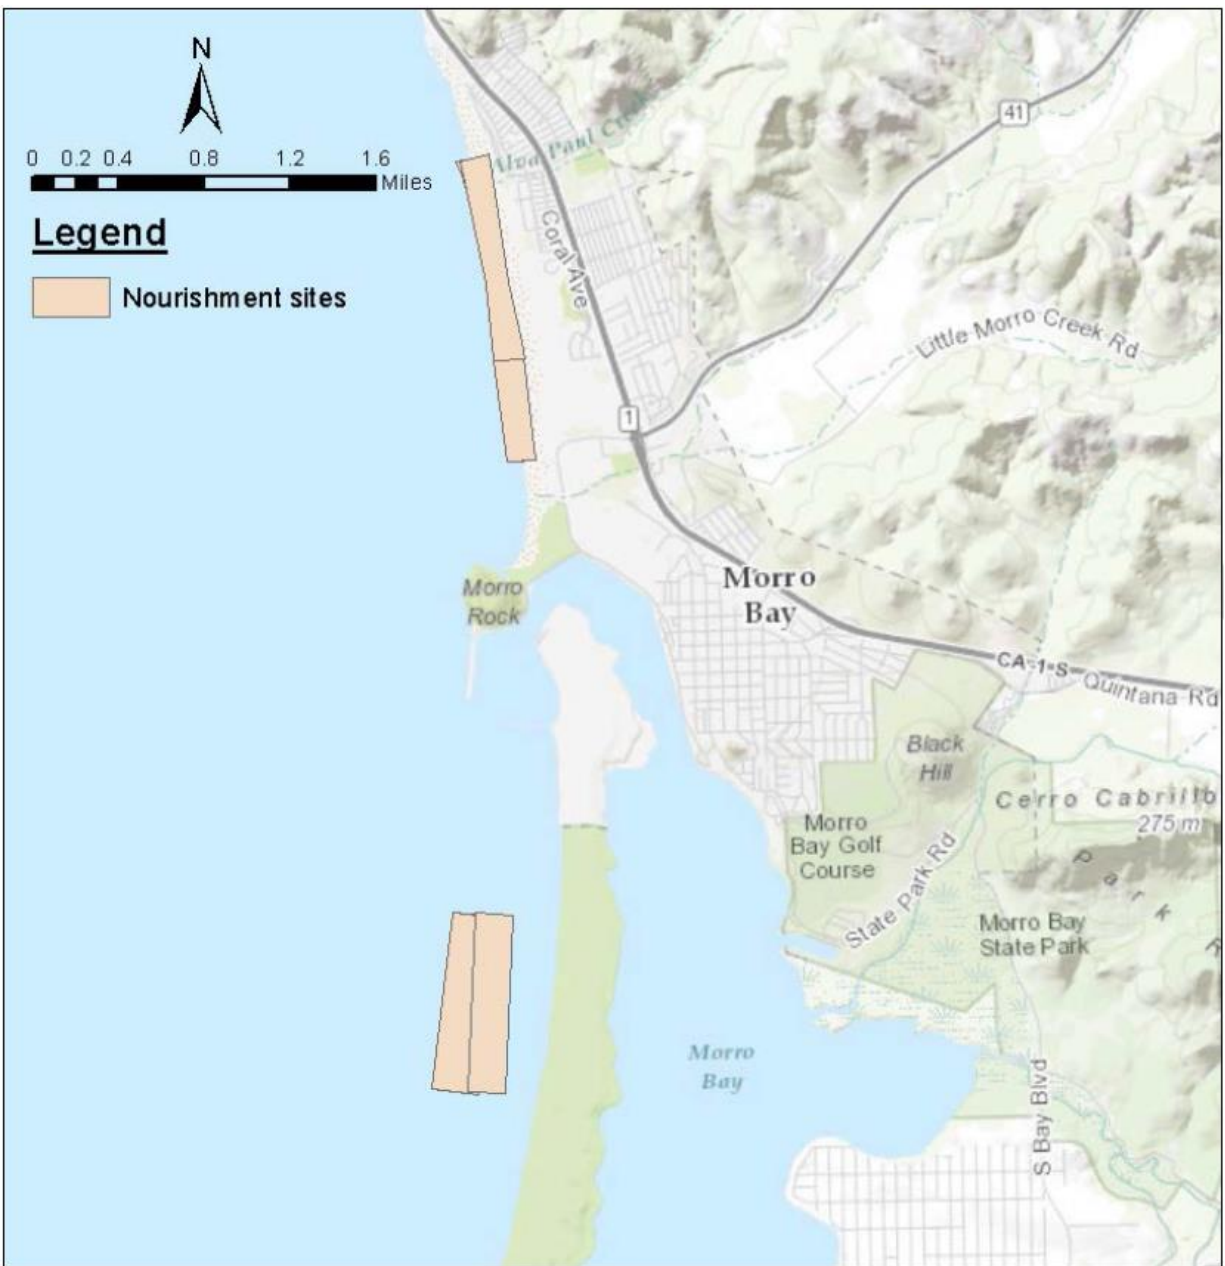 N
0 0.2 0.4 0.8 1.2 1.6
Miles
Legend
Nourishment sites
Alva Paul Creek
41
Coral Ave
Little Morro Creek Rd
1
Morro
Rock
Morro
Bay
CA-1-S
Quintana Rd
Black
Hill
Cerro Cabrillo
275 m
Morro
Bay Golf
Course
State Park Rd
Park
Morro Bay
State Park
Morro
Bay
S Bay Blvd